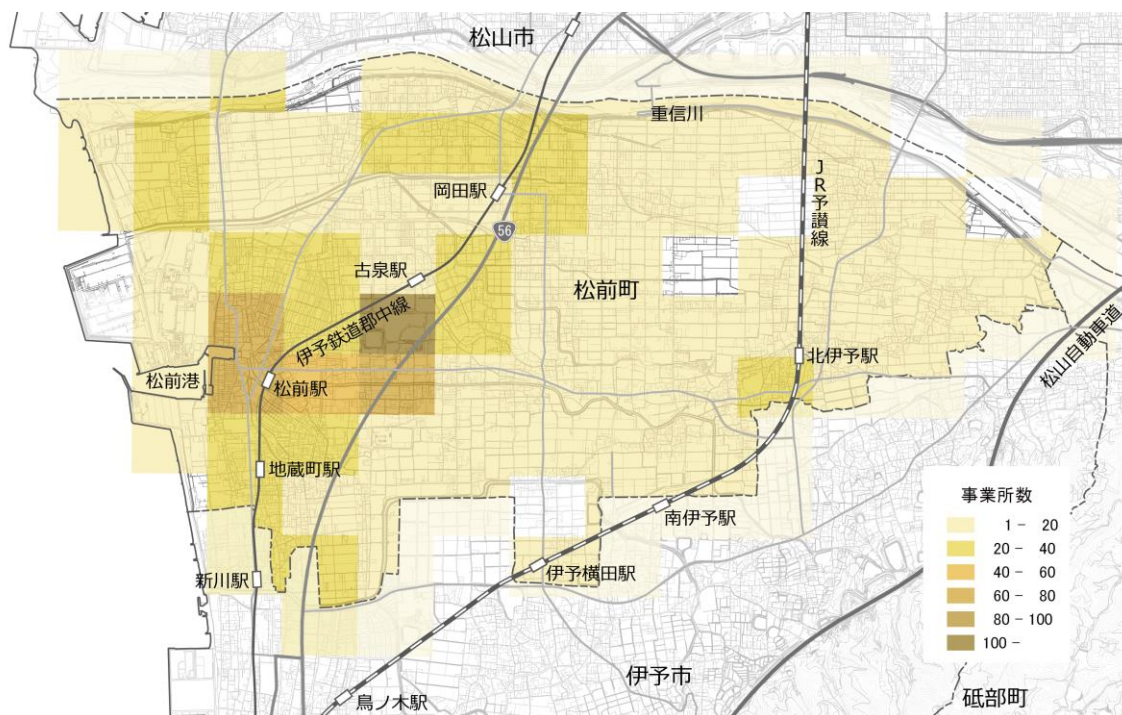 松山市
重信川
岡田駅
JR予讃線
56
古泉駅
松前町
伊予鉄道郡中線
北伊予駅
松山自動車道
松前港
松前駅
地蔵町駅
事業所数
1 - 20
20 - 40
40 - 60
60 - 80
80 - 100
100 -
南伊予駅
伊予横田駅
新川駅
伊予市
鳥ノ木駅
砥部町